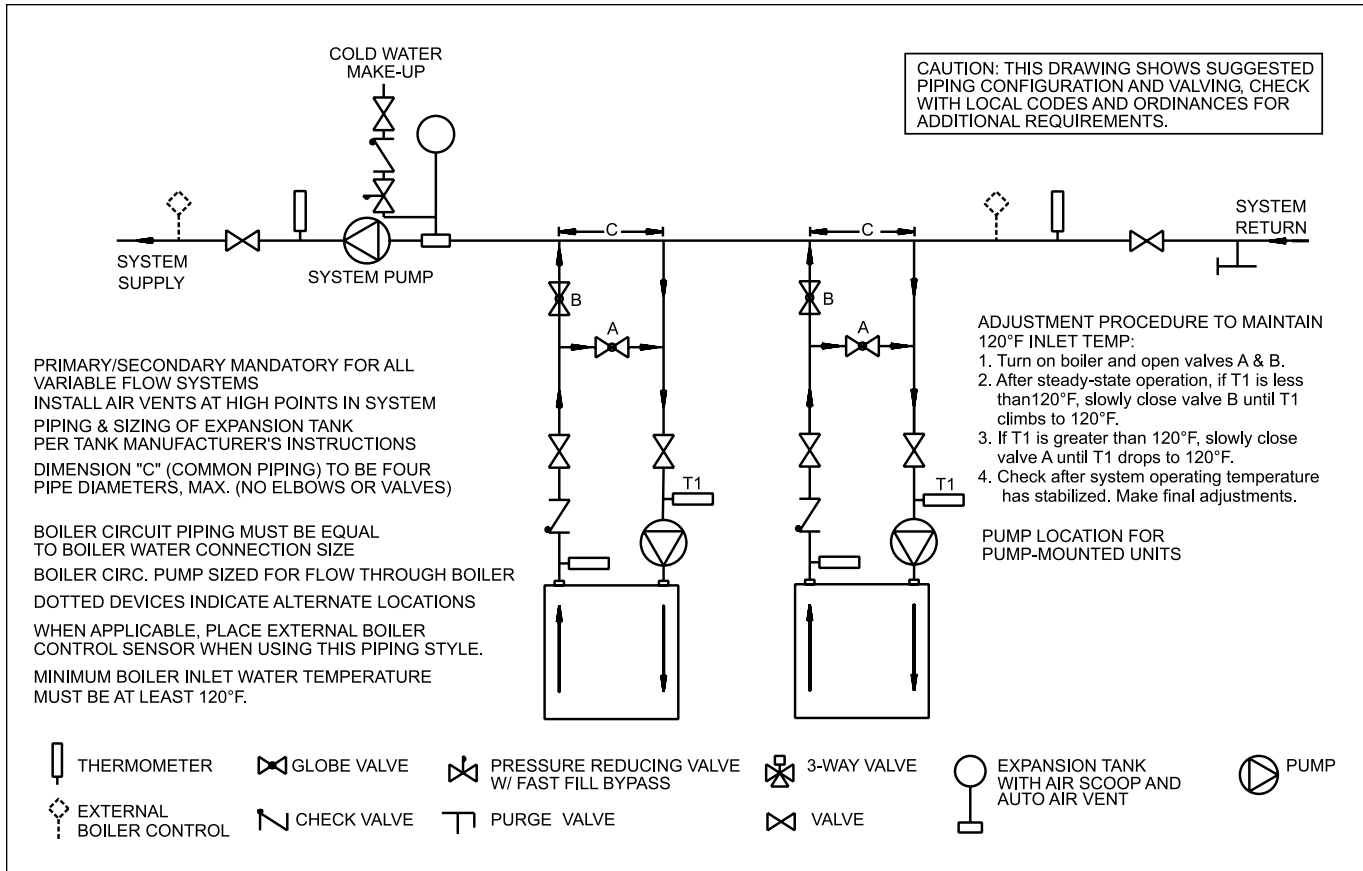 COLD WATER
MAKE-UP
CAUTION: THIS DRAWING SHOWS SUGGESTED
PIPING CONFIGURATION AND VALVING, CHECK
WITH LOCAL CODES AND ORDINANCES FOR
ADDITIONAL REQUIREMENTS.
SYSTEM
SUPPLY
SYSTEM PUMP
C
C
SYSTEM
RETURN
B
A
B
A
T1
T1
PRIMARY/SECONDARY MANDATORY FOR ALL
VARIABLE FLOW SYSTEMS
INSTALL AIR VENTS AT HIGH POINTS IN SYSTEM
PIPING & SIZING OF EXPANSION TANK
PER TANK MANUFACTURER'S INSTRUCTIONS
DIMENSION "C" (COMMON PIPING) TO BE FOUR
PIPE DIAMETERS, MAX. (NO ELBOWS OR VALVES)
BOILER CIRCUIT PIPING MUST BE EQUAL
TO BOILER WATER CONNECTION SIZE
BOILER CIRC. PUMP SIZED FOR FLOW THROUGH BOILER
DOTTED DEVICES INDICATE ALTERNATE LOCATIONS
WHEN APPLICABLE, PLACE EXTERNAL BOILER
CONTROL SENSOR WHEN USING THIS PIPING STYLE.
MINIMUM BOILER INLET WATER TEMPERATURE
MUST BE AT LEAST 120°F.
ADJUSTMENT PROCEDURE TO MAINTAIN
120°F INLET TEMP:
1. Turn on boiler and open valves A & B.
2. After steady-state operation, if T1 is less
than120°F, slowly close valve B until T1
climbs to 120°F.
3. If T1 is greater than 120°F, slowly close
valve A until T1 drops to 120°F.
4. Check after system operating temperature
has stabilized. Make final adjustments.
PUMP LOCATION FOR
PUMP-MOUNTED UNITS
THERMOMETER
GLOBE VALVE
PRESSURE REDUCING VALVE
W/ FAST FILL BYPASS
3-WAY VALVE
EXPANSION TANK
WITH AIR SCOOP AND
AUTO AIR VENT
PUMP
EXTERNAL
BOILER CONTROL
CHECK VALVE
PURGE VALVE
VALVE